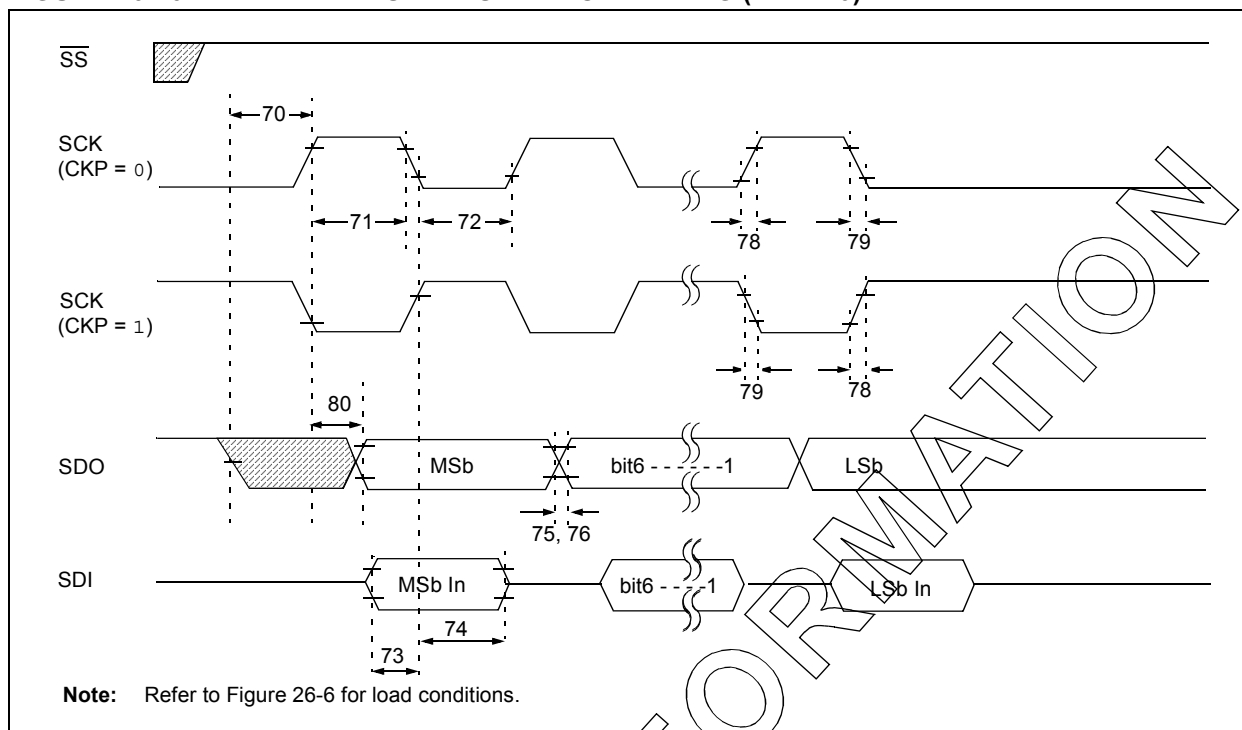 SS
70
SCK
(CKP = 0)
71
72
78
79
SCK
(CKP = 1)
79
78
80
SDO
MSb
bit6 - - - - - - -1
LSb
75, 76
SDI
MSb In
bit6 - - - - -1
LSb In
74
73
Note: Refer to Figure 26-6 for load conditions.
ORMATION